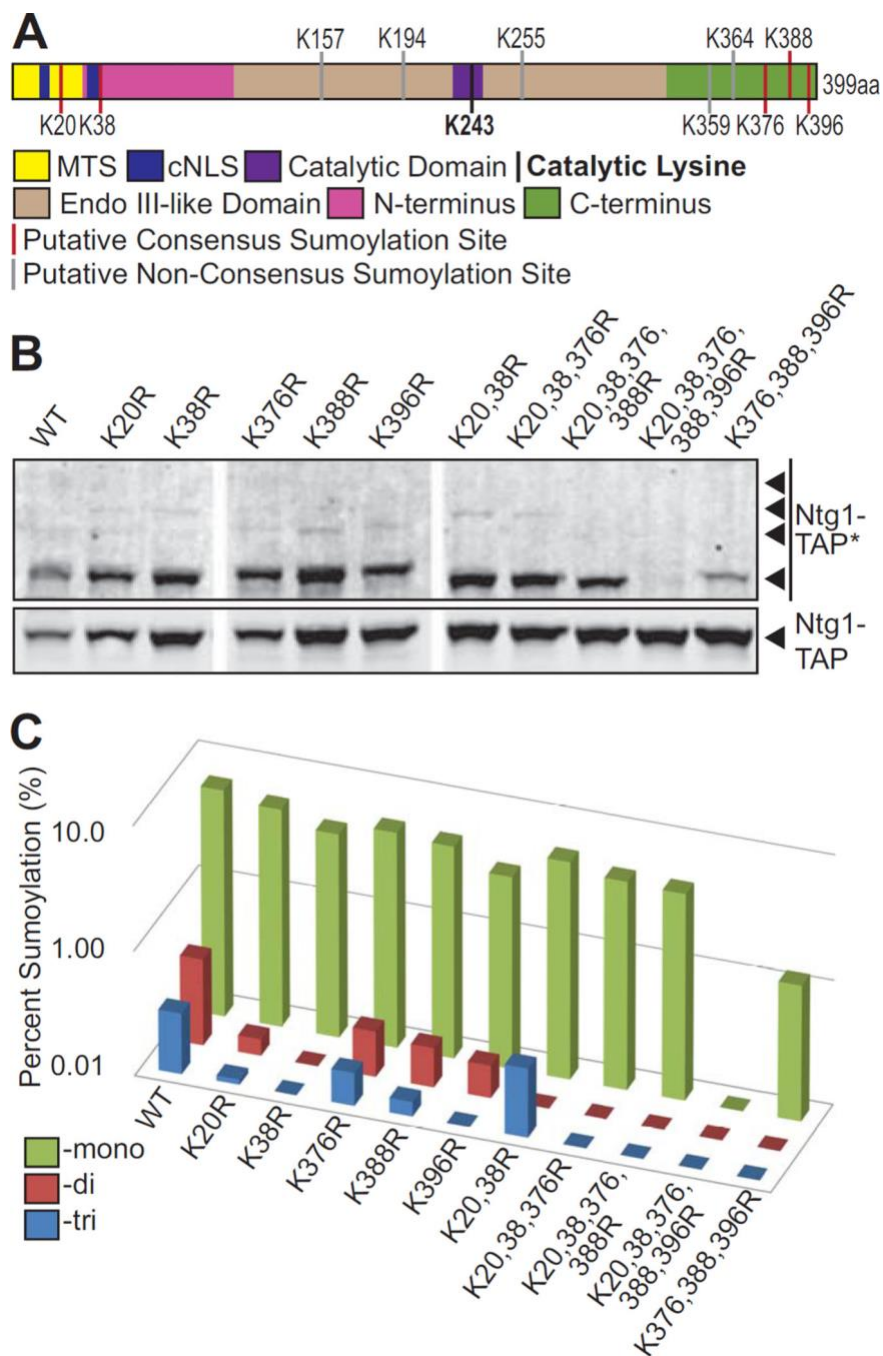 A
K157 K194 K255 K364 K388
399aa
K20 K38 K243 K359 K376 K396
MTS cNLS Catalytic Domain Catalytic Lysine
Endo III-like Domain N-terminus C-terminus
Putative Consensus Sumoylation Site
Putative Non-Consensus Sumoylation Site
B
WT K20R K38R K376R K388R K396R K20,38R K20,38,376R K20,38,376,388R K20,38,376,388,396R K376,388,396R
Ntg1-
TAP*
Ntg1-
TAP
C
Percent Sumoylation (%)
10.0
1.00
0.01
WT K20R K38R K376R K388R K396R K20,38R K20,38,376R K20,38,376,388R K20,38,376,388,396R K376,388,396R
-mono
-di
-tri